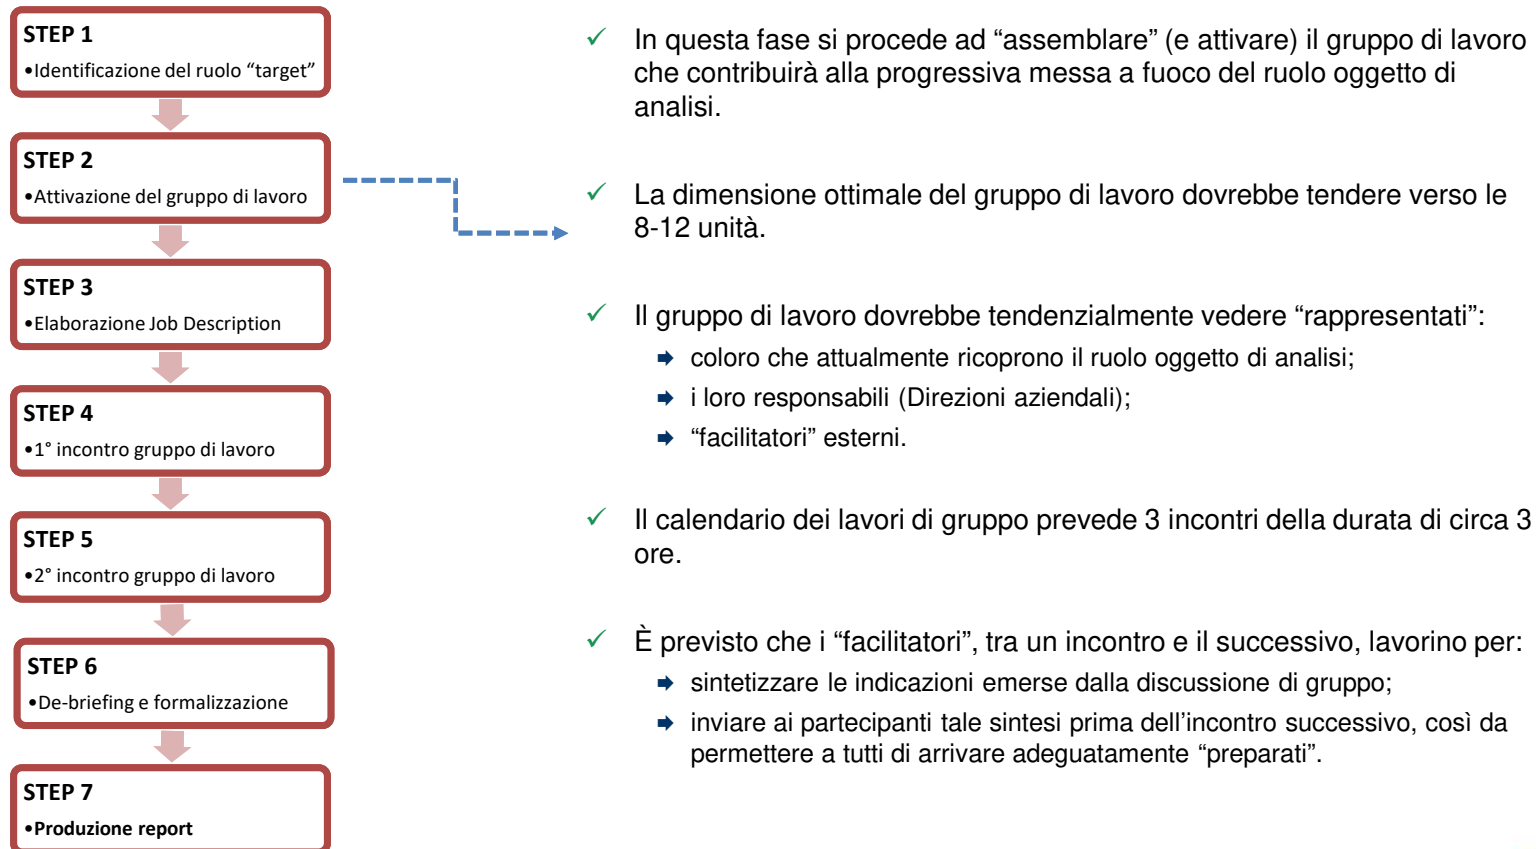 STEP 1
•Identificazione del ruolo “target”
STEP 2
•Attivazione del gruppo di lavoro
STEP 3
•Elaborazione Job Description
STEP 4
•1° incontro gruppo di lavoro
STEP 5
•2° incontro gruppo di lavoro
STEP 6
•De-briefing e formalizzazione
STEP 7
•Produzione report
✓ In questa fase si procede ad “assemblare” (e attivare) il gruppo di lavoro
che contribuirà alla progressiva messa a fuoco del ruolo oggetto di
analisi.
✓ La dimensione ottimale del gruppo di lavoro dovrebbe tendere verso le
8-12 unità.
✓ Il gruppo di lavoro dovrebbe tendenzialmente vedere “rappresentati”:
➡ coloro che attualmente ricoprono il ruolo oggetto di analisi;
➡ i loro responsabili (Direzioni aziendali);
➡ “facilitatori” esterni.
✓ Il calendario dei lavori di gruppo prevede 3 incontri della durata di circa 3
ore.
✓ È previsto che i “facilitatori”, tra un incontro e il successivo, lavorino per:
➡ sintetizzare le indicazioni emerse dalla discussione di gruppo;
➡ inviare ai partecipanti tale sintesi prima dell’incontro successivo, così da
permettere a tutti di arrivare adeguatamente “preparati”.